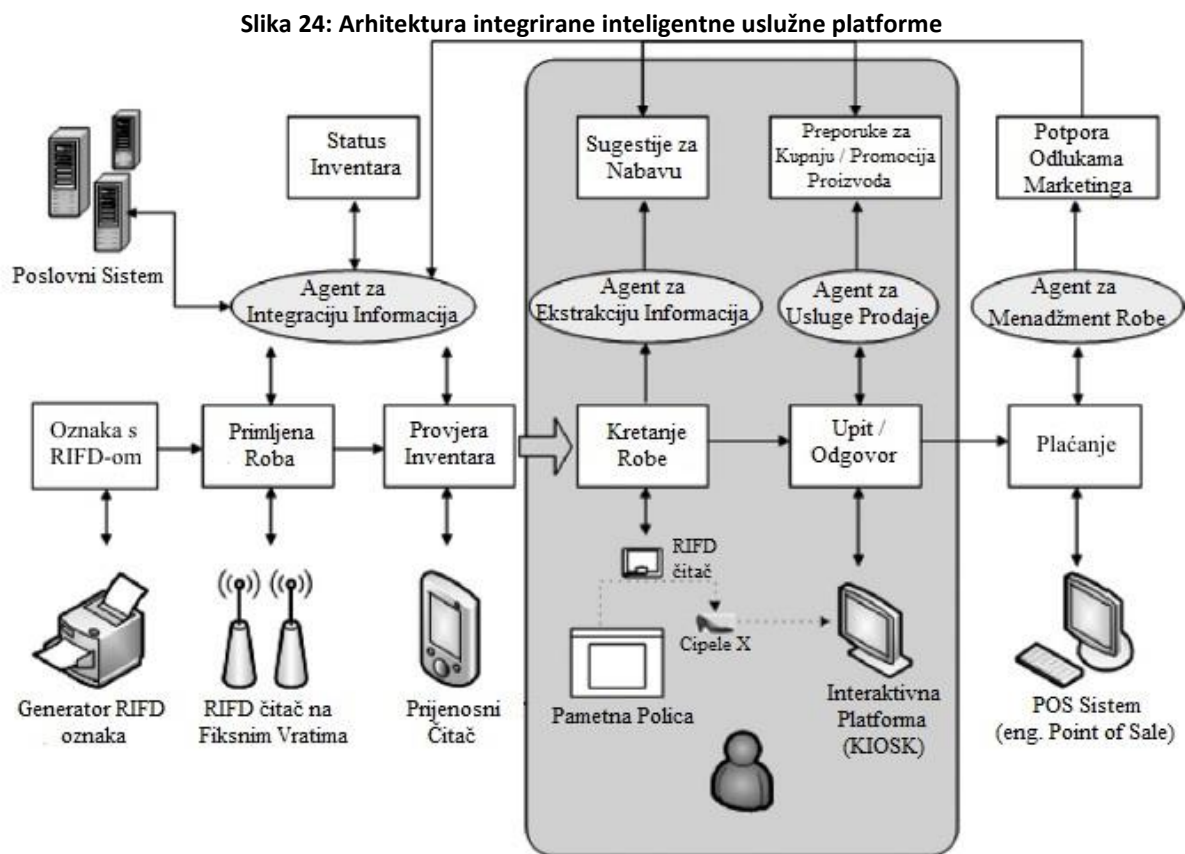 Slika 24: Arhitektura integrirane inteligentne uslužne platforme
Poslovni Sistem
Status
Inventara
Sugestije za
Nabavu
Preporuke za
Kupnju / Promocija
Proizvoda
Potpora
Odlukama
Marketinga
Agent za
Integraciju Informacija
Agent za
Ekstrakciju Informacija
Agent za
Usluge Prodaje
Agent za
Menadžment Robe
Oznaka s
RIFD-om
Primljena
Roba
Provjera
Inventara
Kretanje
Robe
Upit /
Odgovor
Plaćanje
RIFD
čitač
Cipele X
Generator RIFD
oznaka
RIFD čitač na
Fiksnim Vratima
Prijenosni
Čitač
Pametna Polica
Interaktivna
Platforma
(KIOSK)
POS Sistem
(eng. Point of Sale)